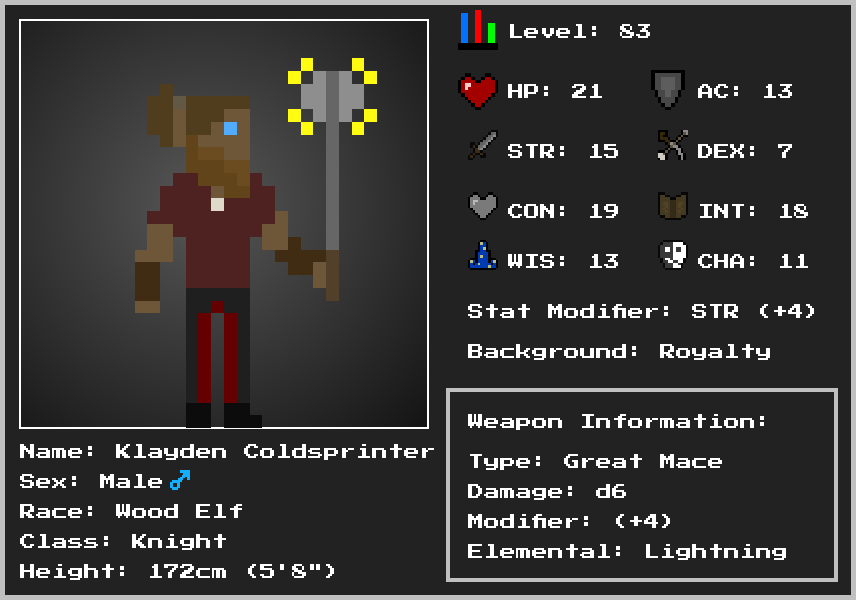 Level: 83
HP: 21
AC: 13
STR: 15
DEX: 7
CON: 19
INT: 18
WIS: 13
CHA: 11
Stat Modifier: STR (+4)
Background: Royalty
Weapon Information:
Type: Great Mace
Damage: d6
Modifier: (+4)
Elemental: Lightning
Name: Klayden Coldsprinter
Sex: Male♂
Race: Wood Elf
Class: Knight
Height: 172cm (5'8")